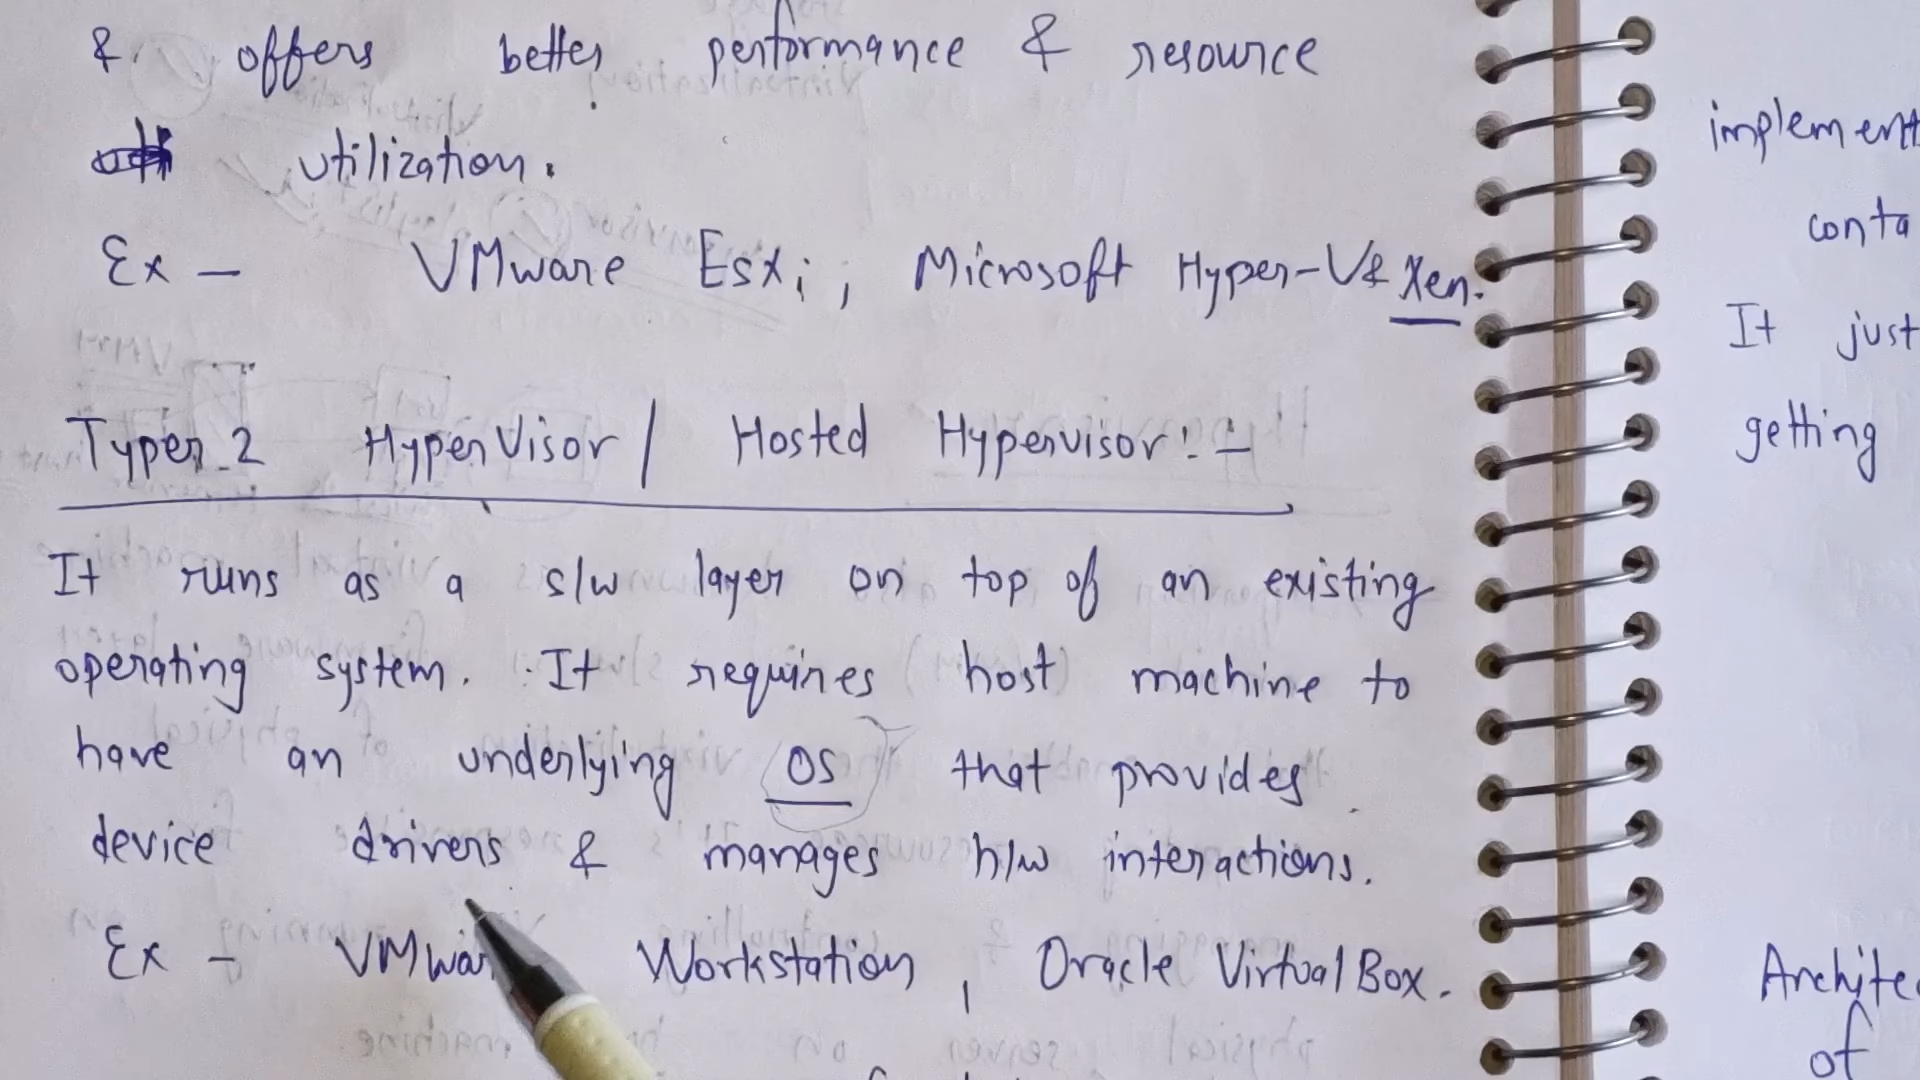 & offers better performance & resource
utilization.
Ex - VMware Esxi, Microsoft Hyper-V & Xen.
Typer 2 HyperVisor / Hosted Hypervisor:-
It runs as a s/w layer on top of an existing
operating system. It requires host machine to
have an underlying OS that provides
device drivers & manages h/w interactions.
Ex - VMwar Workstation, Oracle VirtualBox.
implement
conta
It just
getting
Archite
of